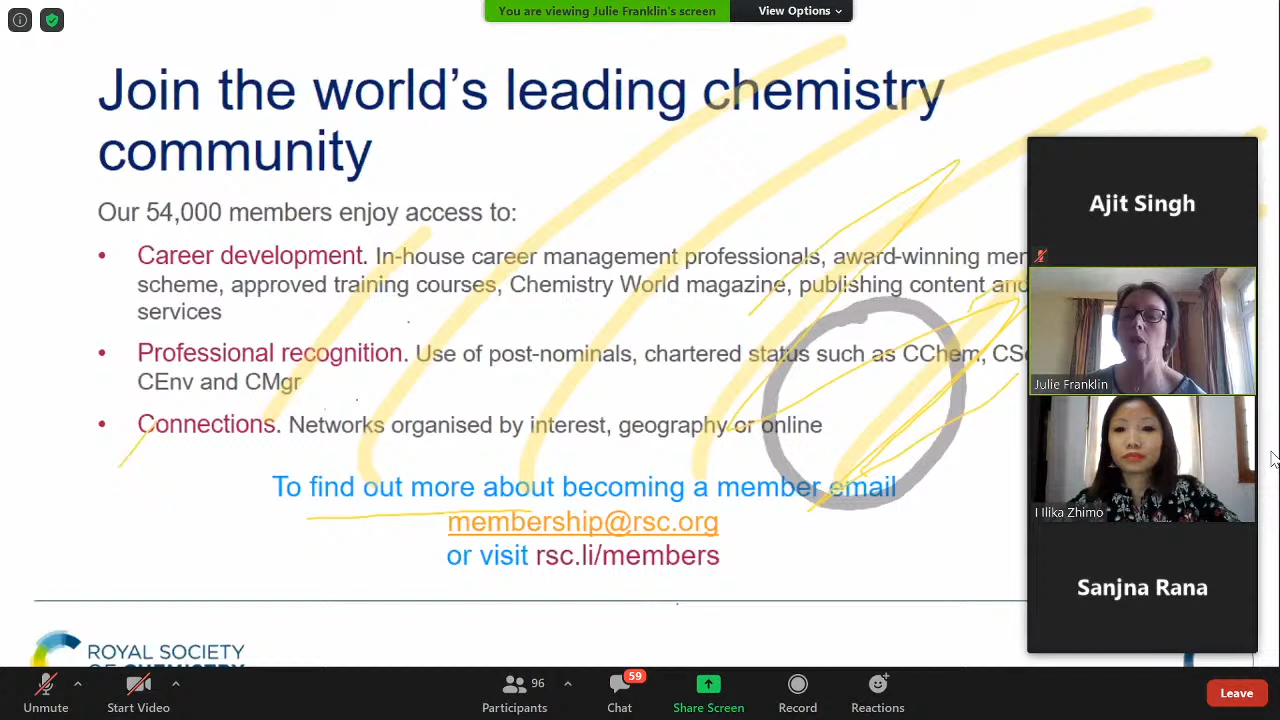 You are viewing Julie Franklin's screen
View Options
Join the world's leading chemistry
community
Our 54,000 members enjoy access to:
• Career development. In-house career management professionals, award-winning
scheme, approved training courses, Chemistry World magazine, publishing content and
services
• Professional recognition. Use of post-nominals, chartered status such as CChem,
CEnv and CMgr
• Connections. Networks organised by interest, geography or online
To find out more about becoming a member email
membership@rsc.org
or visit rsc.li/members
ROYAL SOCIETY
OF CHEMISTRY
Ajit Singh
Julie Franklin
Ilika Zhimo
Sanjna Rana
Unmute
Start Video
96
Participants
59
Chat
Share Screen
Record
Reactions
Leave